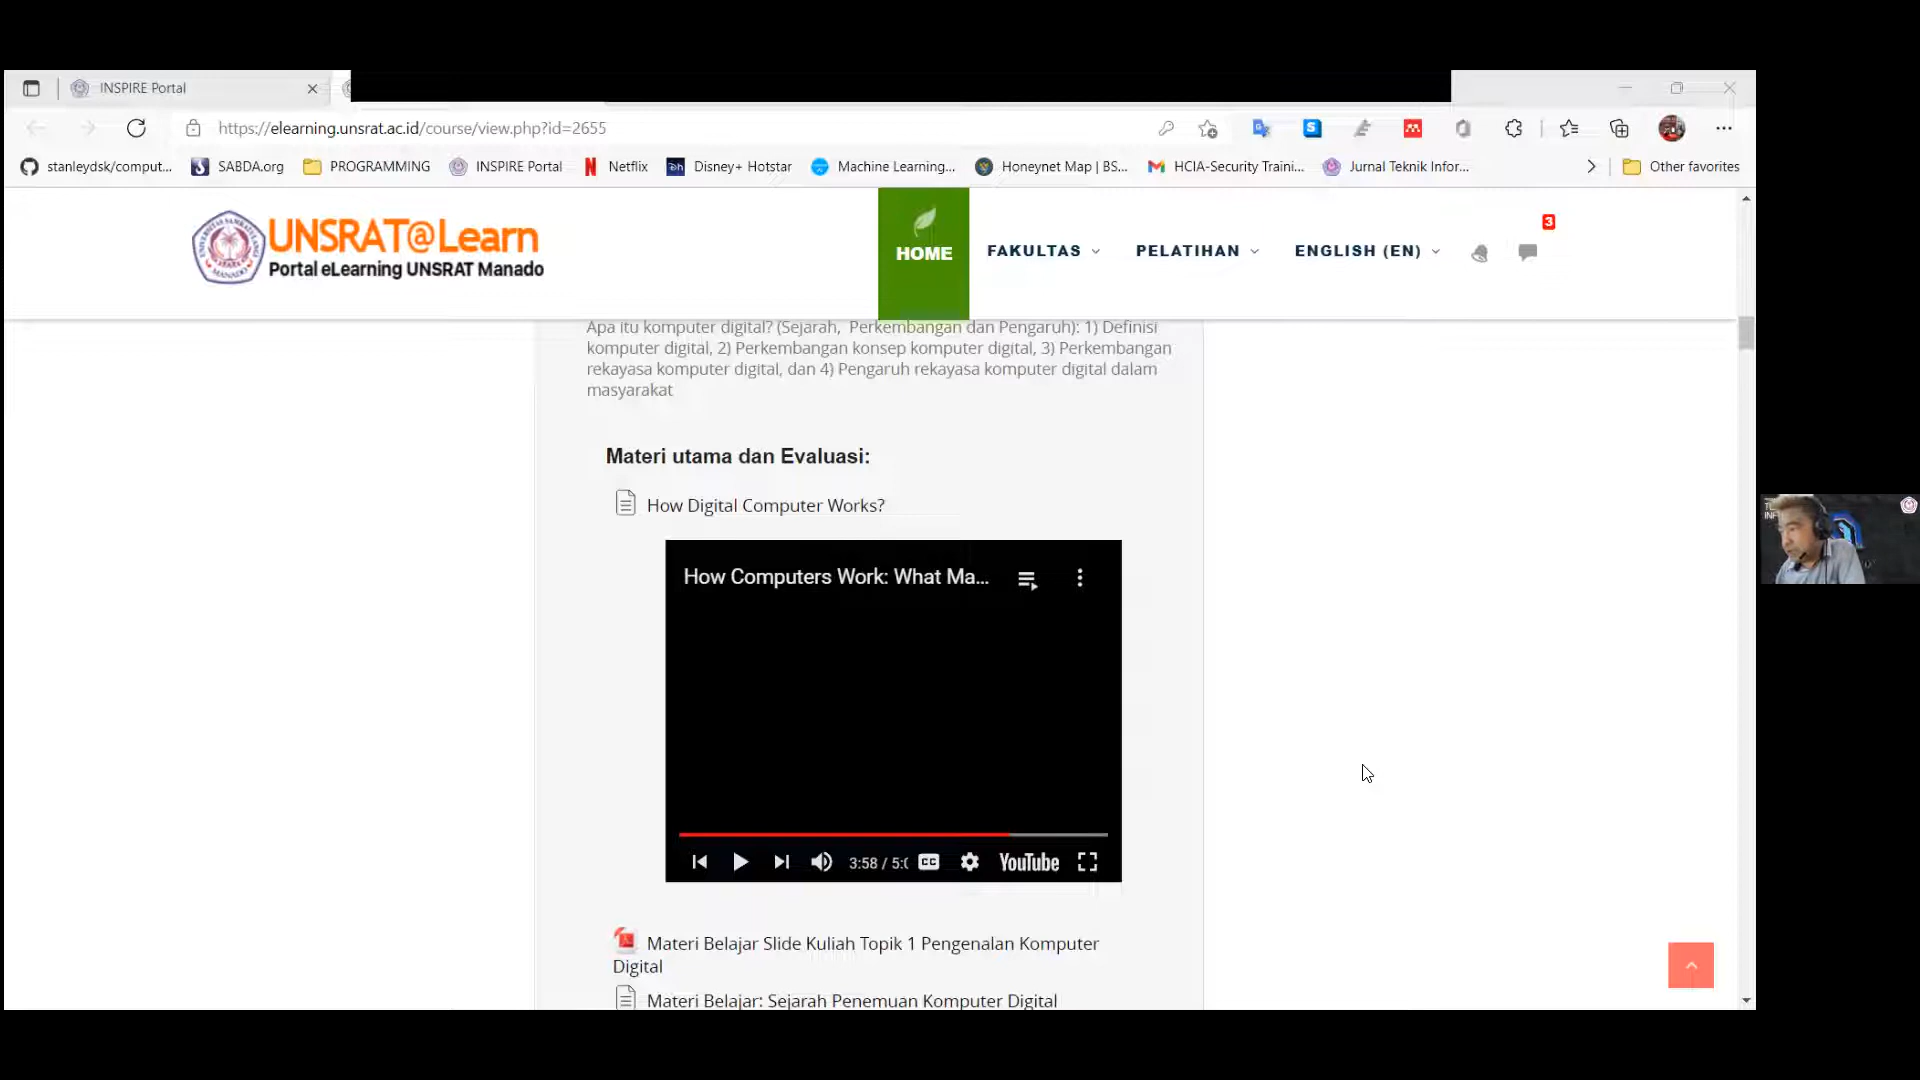 INSPIRE Portal
https://elearning.unsrat.ac.id/course/view.php?id=2655
stanleydsk/comput...
SABDA.org
PROGRAMMING
INSPIRE Portal
Netflix
Disney+ Hotstar
Machine Learning...
Honeynet Map | BS...
HCIA-Security Traini...
Jurnal Teknik Infor...
Other favorites
UNSRAT@Learn
Portal eLearning UNSRAT Manado
HOME
FAKULTAS
PELATIHAN
ENGLISH (EN)
3
Apa itu komputer digital? (Sejarah, Perkembangan dan Pengaruh): 1) Definisi
komputer digital, 2) Perkembangan konsep komputer digital, 3) Perkembangan
rekayasa komputer digital, dan 4) Pengaruh rekayasa komputer digital dalam
masyarakat
Materi utama dan Evaluasi:
How Digital Computer Works?
How Computers Work: What Ma...
3:58 / 5:0
CC
YouTube
Materi Belajar Slide Kuliah Topik 1 Pengenalan Komputer
Digital
Materi Belajar: Sejarah Penemuan Komputer Digital